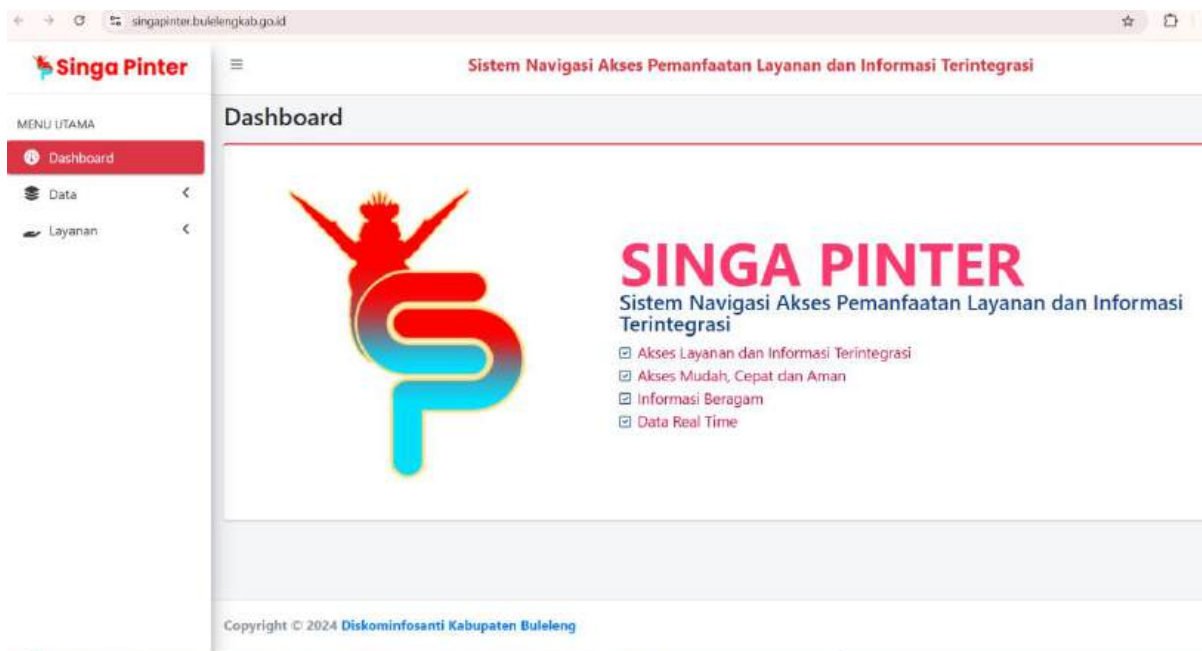 singapinter.bulelengkab.go.id
Singa Pinter
Sistem Navigasi Akses Pemanfaatan Layanan dan Informasi Terintegrasi
MENU UTAMA
Dashboard
Data
Layanan
Dashboard
SINGA PINTER
Sistem Navigasi Akses Pemanfaatan Layanan dan Informasi
Terintegrasi
Akses Layanan dan Informasi Terintegrasi
Akses Mudah, Cepat dan Aman
Informasi Beragam
Data Real Time
Copyright © 2024 Diskominfosanti Kabupaten Buleleng